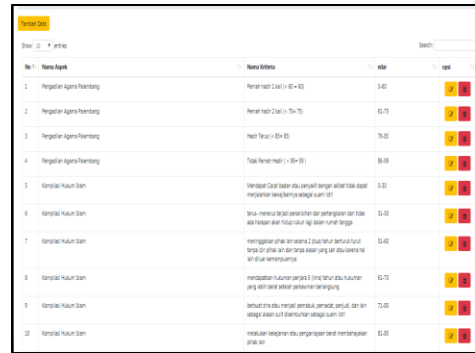 Tambah Data
Show 10 entries
Search:
No Nama Aspek Nama Kriteria nilai opsi
1 Pengadilan Agama Palembang Pernah hadir 1 kali (< 60 = 60) 0-60
2 Pengadilan Agama Palembang Pernah hadir 2 kali (< 75= 75) 61-75
3 Pengadilan Agama Palembang Hadir Terus (< 85= 85) 76-85
4 Pengadilan Agama Palembang Tidak Pernah Hadir ( < 99= 99 ) 86-99
5 Kompilasi Hukum Islam Mendapat Cacat badan atau penyakit dengan akibat tidak dapat 0-30
menjalankan kewajibannya sebagai suami istri
6 Kompilasi Hukum Islam terus- menerus terjadi perselisihan dan pertengkaran dan tidak 31-50
ada harapan akan hidup rukun lagi dalam rumah tangga
7 Kompilasi Hukum Islam meninggalkan pihak lain selama 2 (dua) tahun berturut-turut 51-60
tanpa izin pihak lain dan tanpa alasan yang sah atau karena hal
lain di luar kemampuannya
8 Kompilasi Hukum Islam mendapatkan hukuman penjara 5 (lima) tahun atau hukuman 61-70
yang lebih berat setelah perkawinan berlangsung
9 Kompilasi Hukum Islam berbuat zina atau menjadi pemabuk, pemadat, penjudi, dan lain 71-80
sebagai alasan sulit disembuhkan sebagai suami istri
10 Kompilasi Hukum Islam melakukan kekejaman atau penganiayaan berat membahayakan 81-85
pihak lain